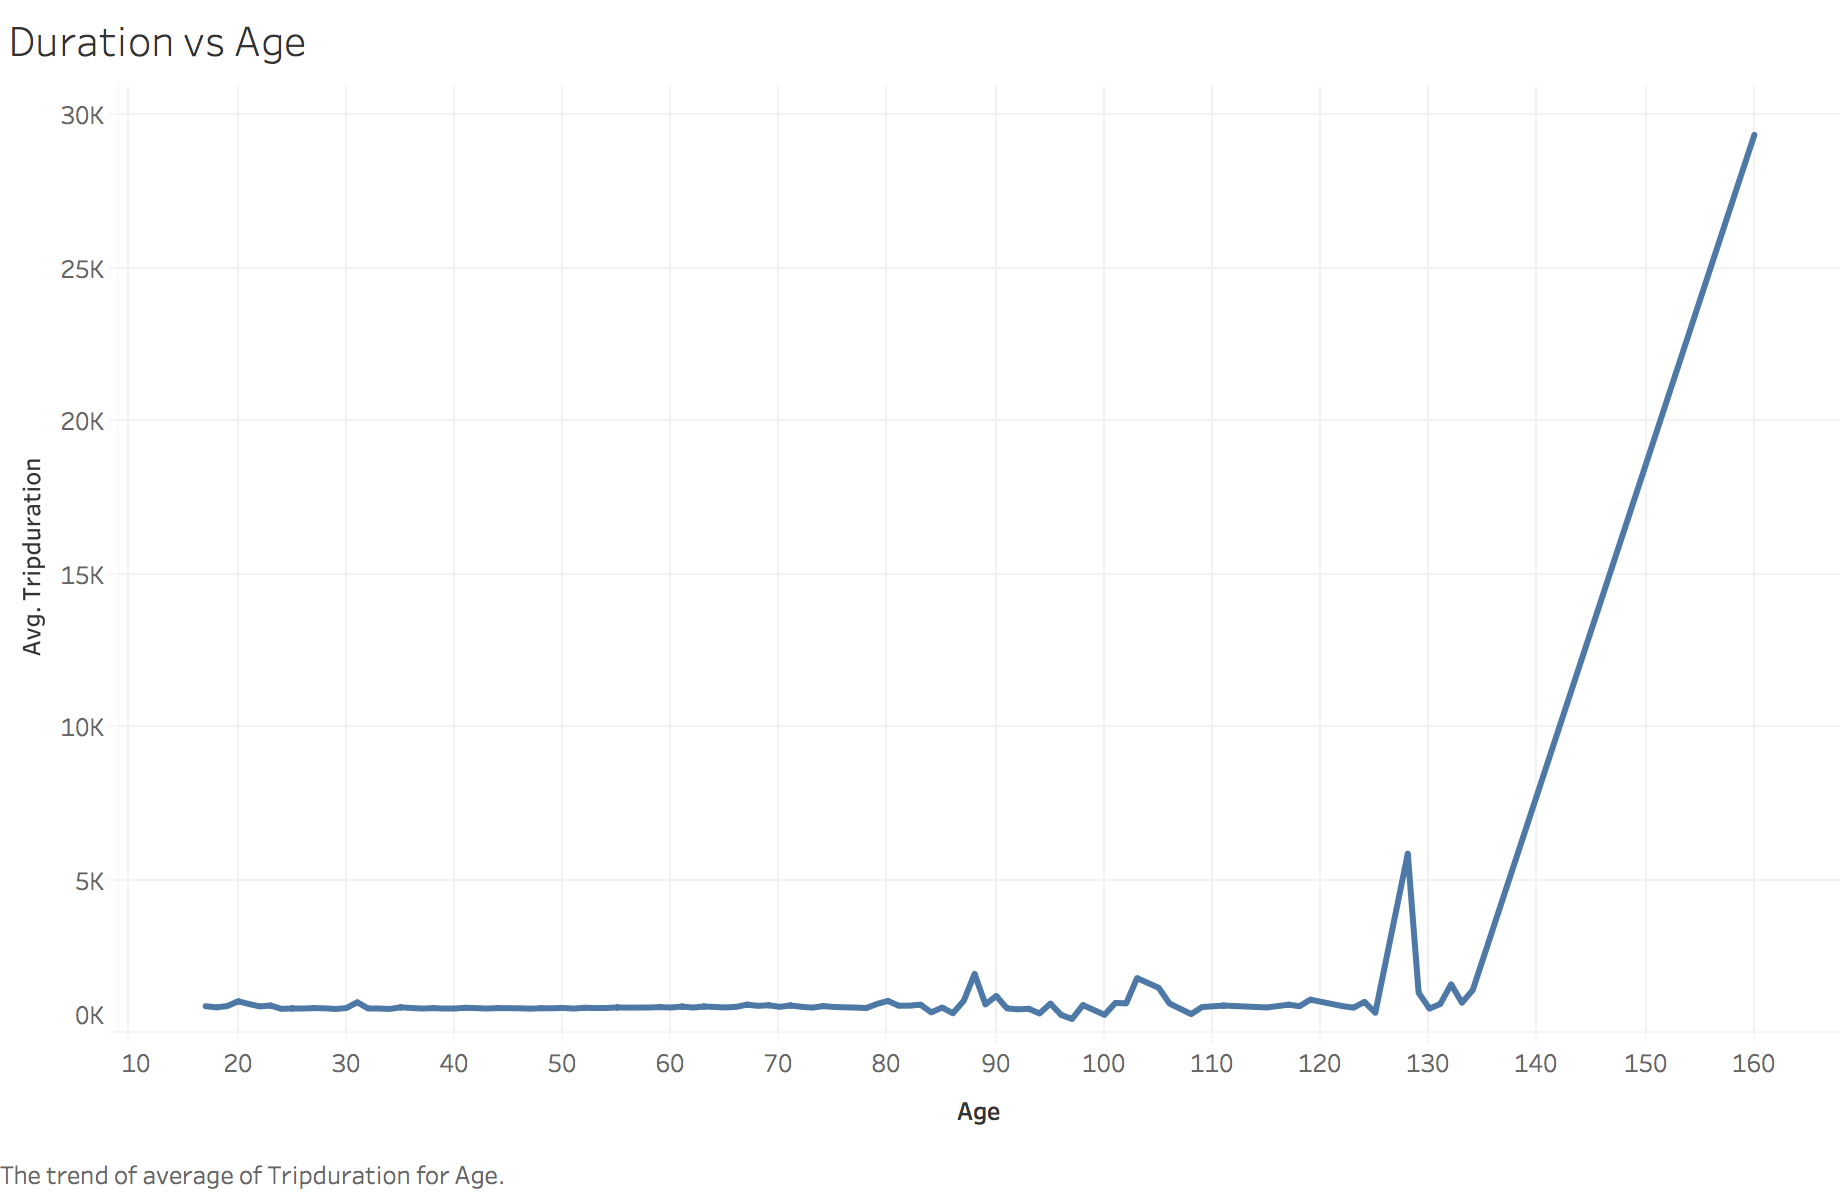 Duration vs Age
30K
25K
20K
15K
10K
5K
0K
Avg. Tripduration
10 20 30 40 50 60 70 80 90 100 110 120 130 140 150 160
Age
The trend of average of Tripduration for Age.